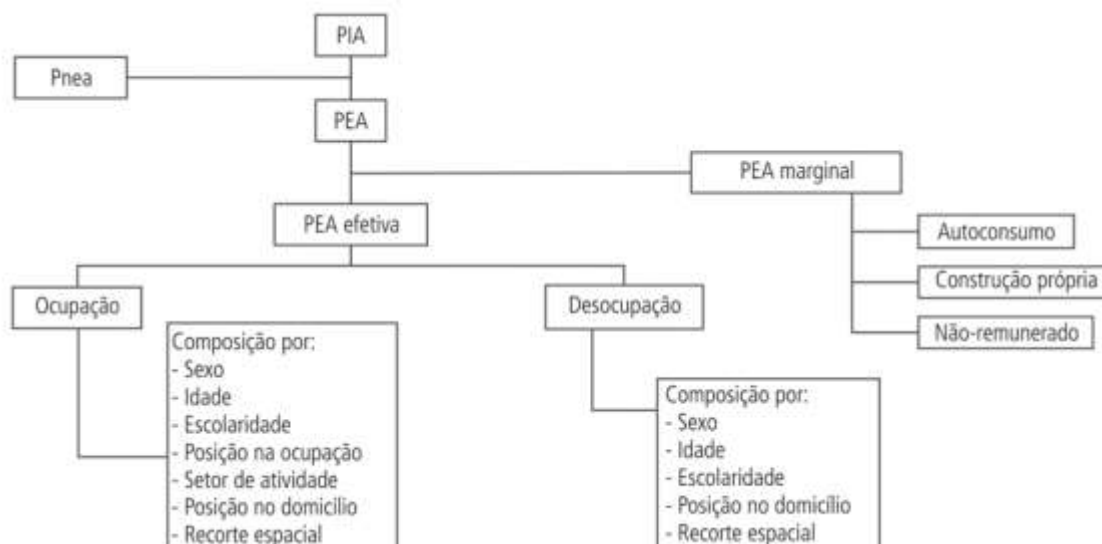 PIA
Pnea
PEA
PEA marginal
PEA efetiva
Autoconsumo
Construção própria
Não-remunerado
Ocupação
Desocupação
Composição por:
- Sexo
- Idade
- Escolaridade
- Posição na ocupação
- Setor de atividade
- Posição no domicílio
- Recorte espacial
Composição por:
- Sexo
- Idade
- Escolaridade
- Posição no domicílio
- Recorte espacial